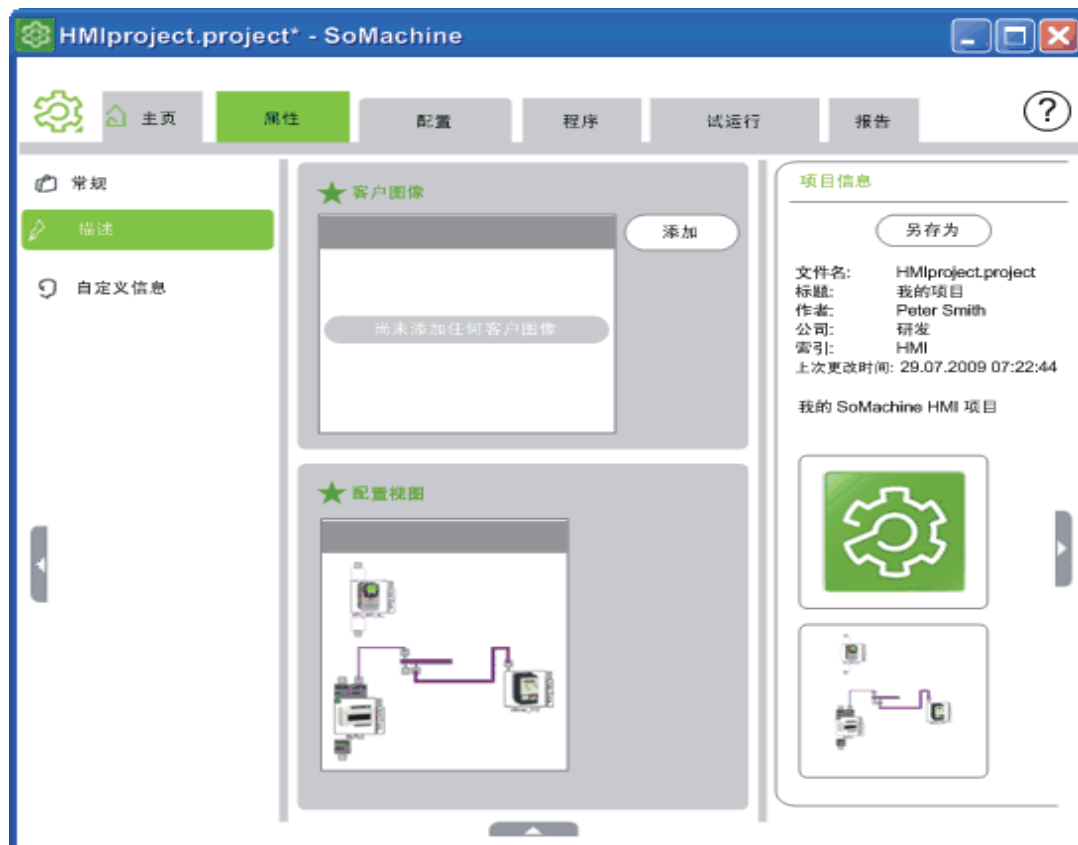 HMIproject.project* - SoMachine
主页
属性
配置
程序
试运行
报告
?
常规
描述
自定义信息
客户图像
添加
尚未添加任何客户图像
配置视图
项目信息
另存为
文件名: HMIproject.project
标题: 我的项目
作者: Peter Smith
公司: 研发
索引: HMI
上次更改时间: 29.07.2009 07:22:44
我的 SoMachine HMI 项目